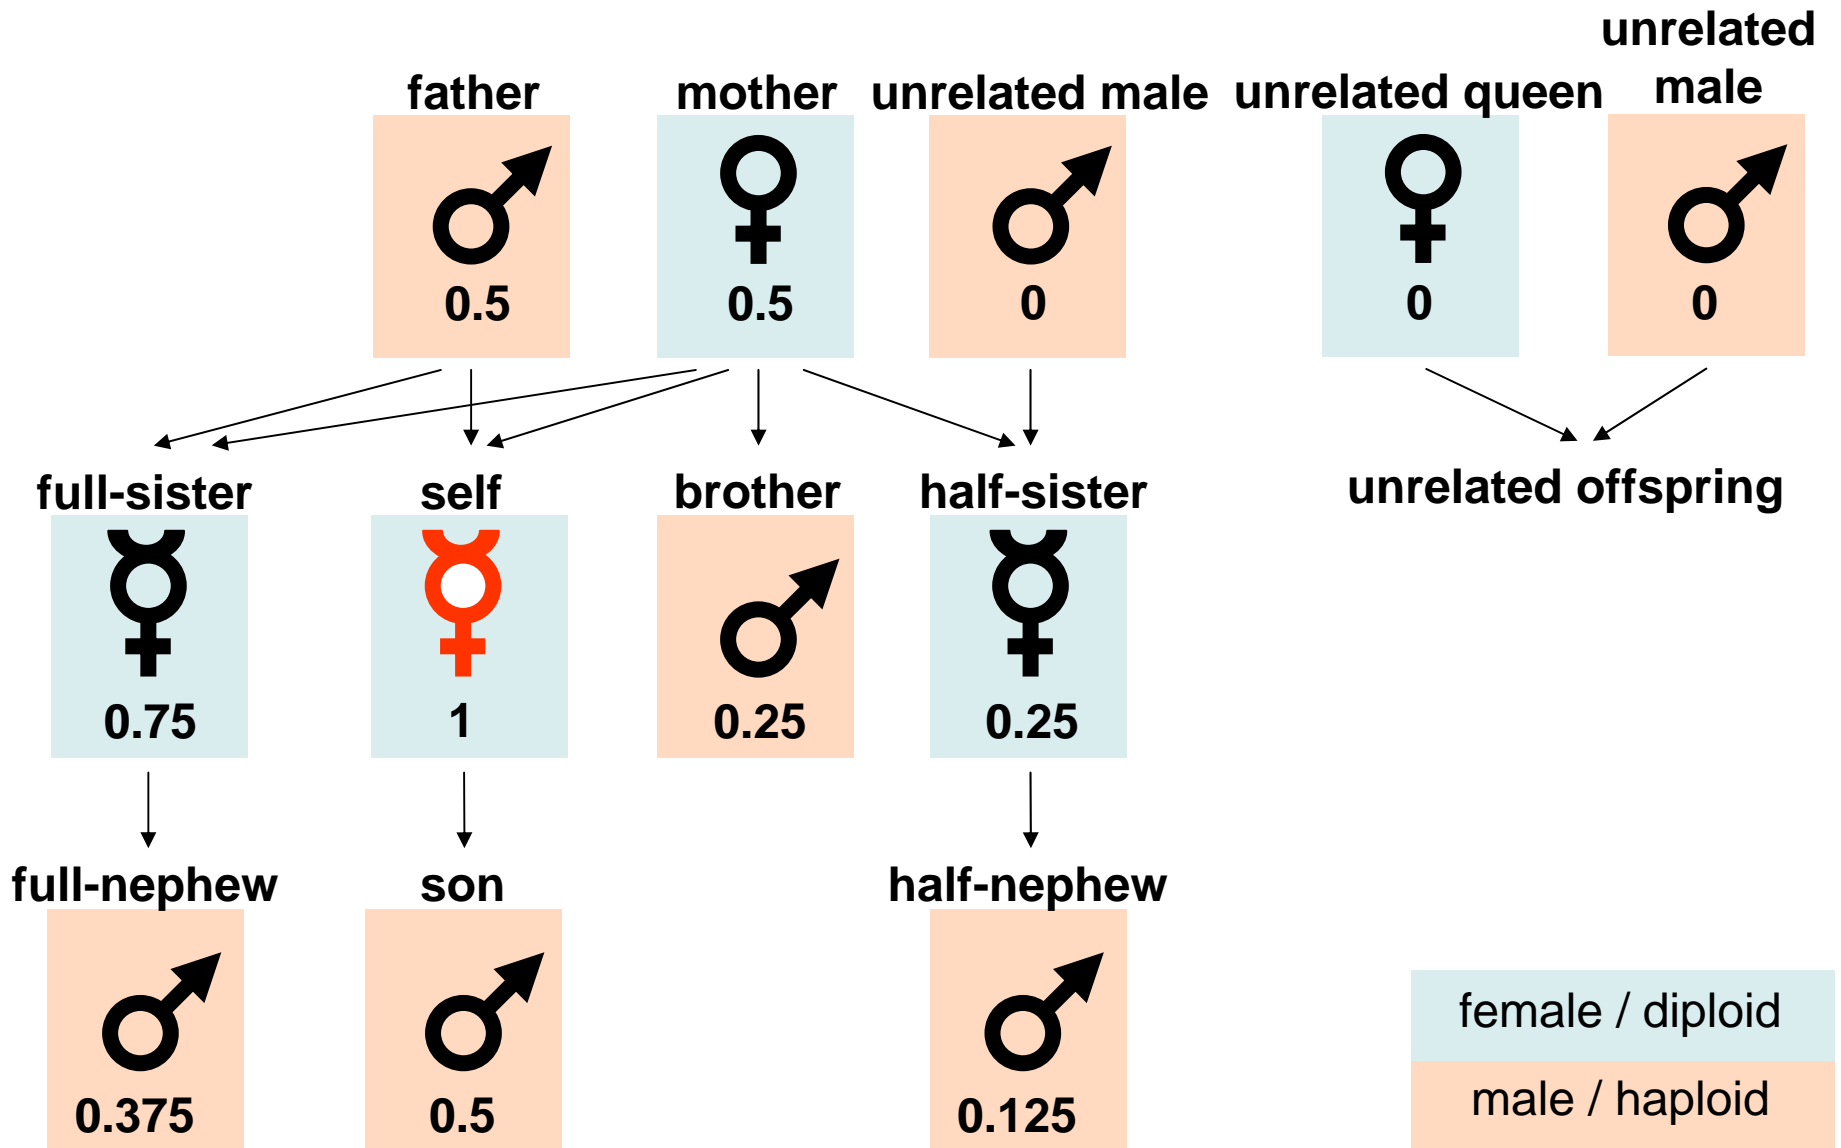 unrelated
father mother unrelated male unrelated queen male
0.5 0.5 0 0 0
full-sister self brother half-sister unrelated offspring
0.75 1 0.25 0.25
full-nephew son half-nephew
female / diploid
male / haploid
0.375 0.5 0.125